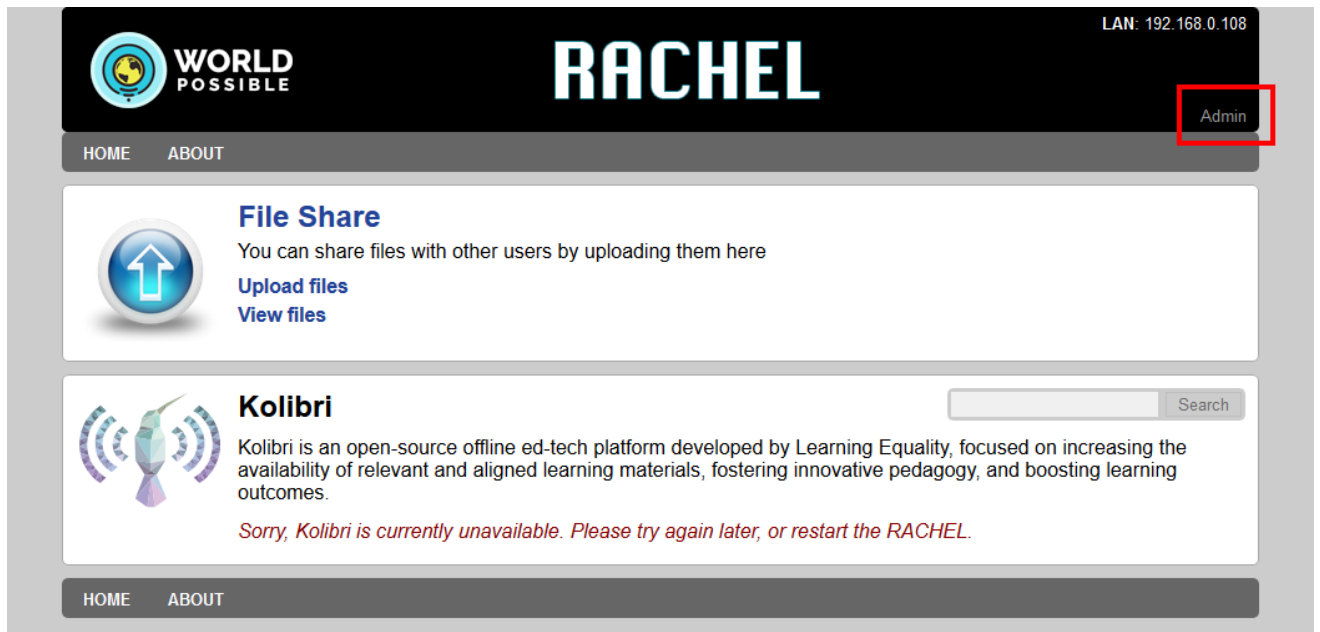 LAN: 192.168.0.108
WORLD
POSSIBLE
RACHEL
Admin
HOME ABOUT
File Share
You can share files with other users by uploading them here
Upload files
View files
Kolibri
Search
Kolibri is an open-source offline ed-tech platform developed by Learning Equality, focused on increasing the
availability of relevant and aligned learning materials, fostering innovative pedagogy, and boosting learning
outcomes.
Sorry, Kolibri is currently unavailable. Please try again later, or restart the RACHEL.
HOME ABOUT